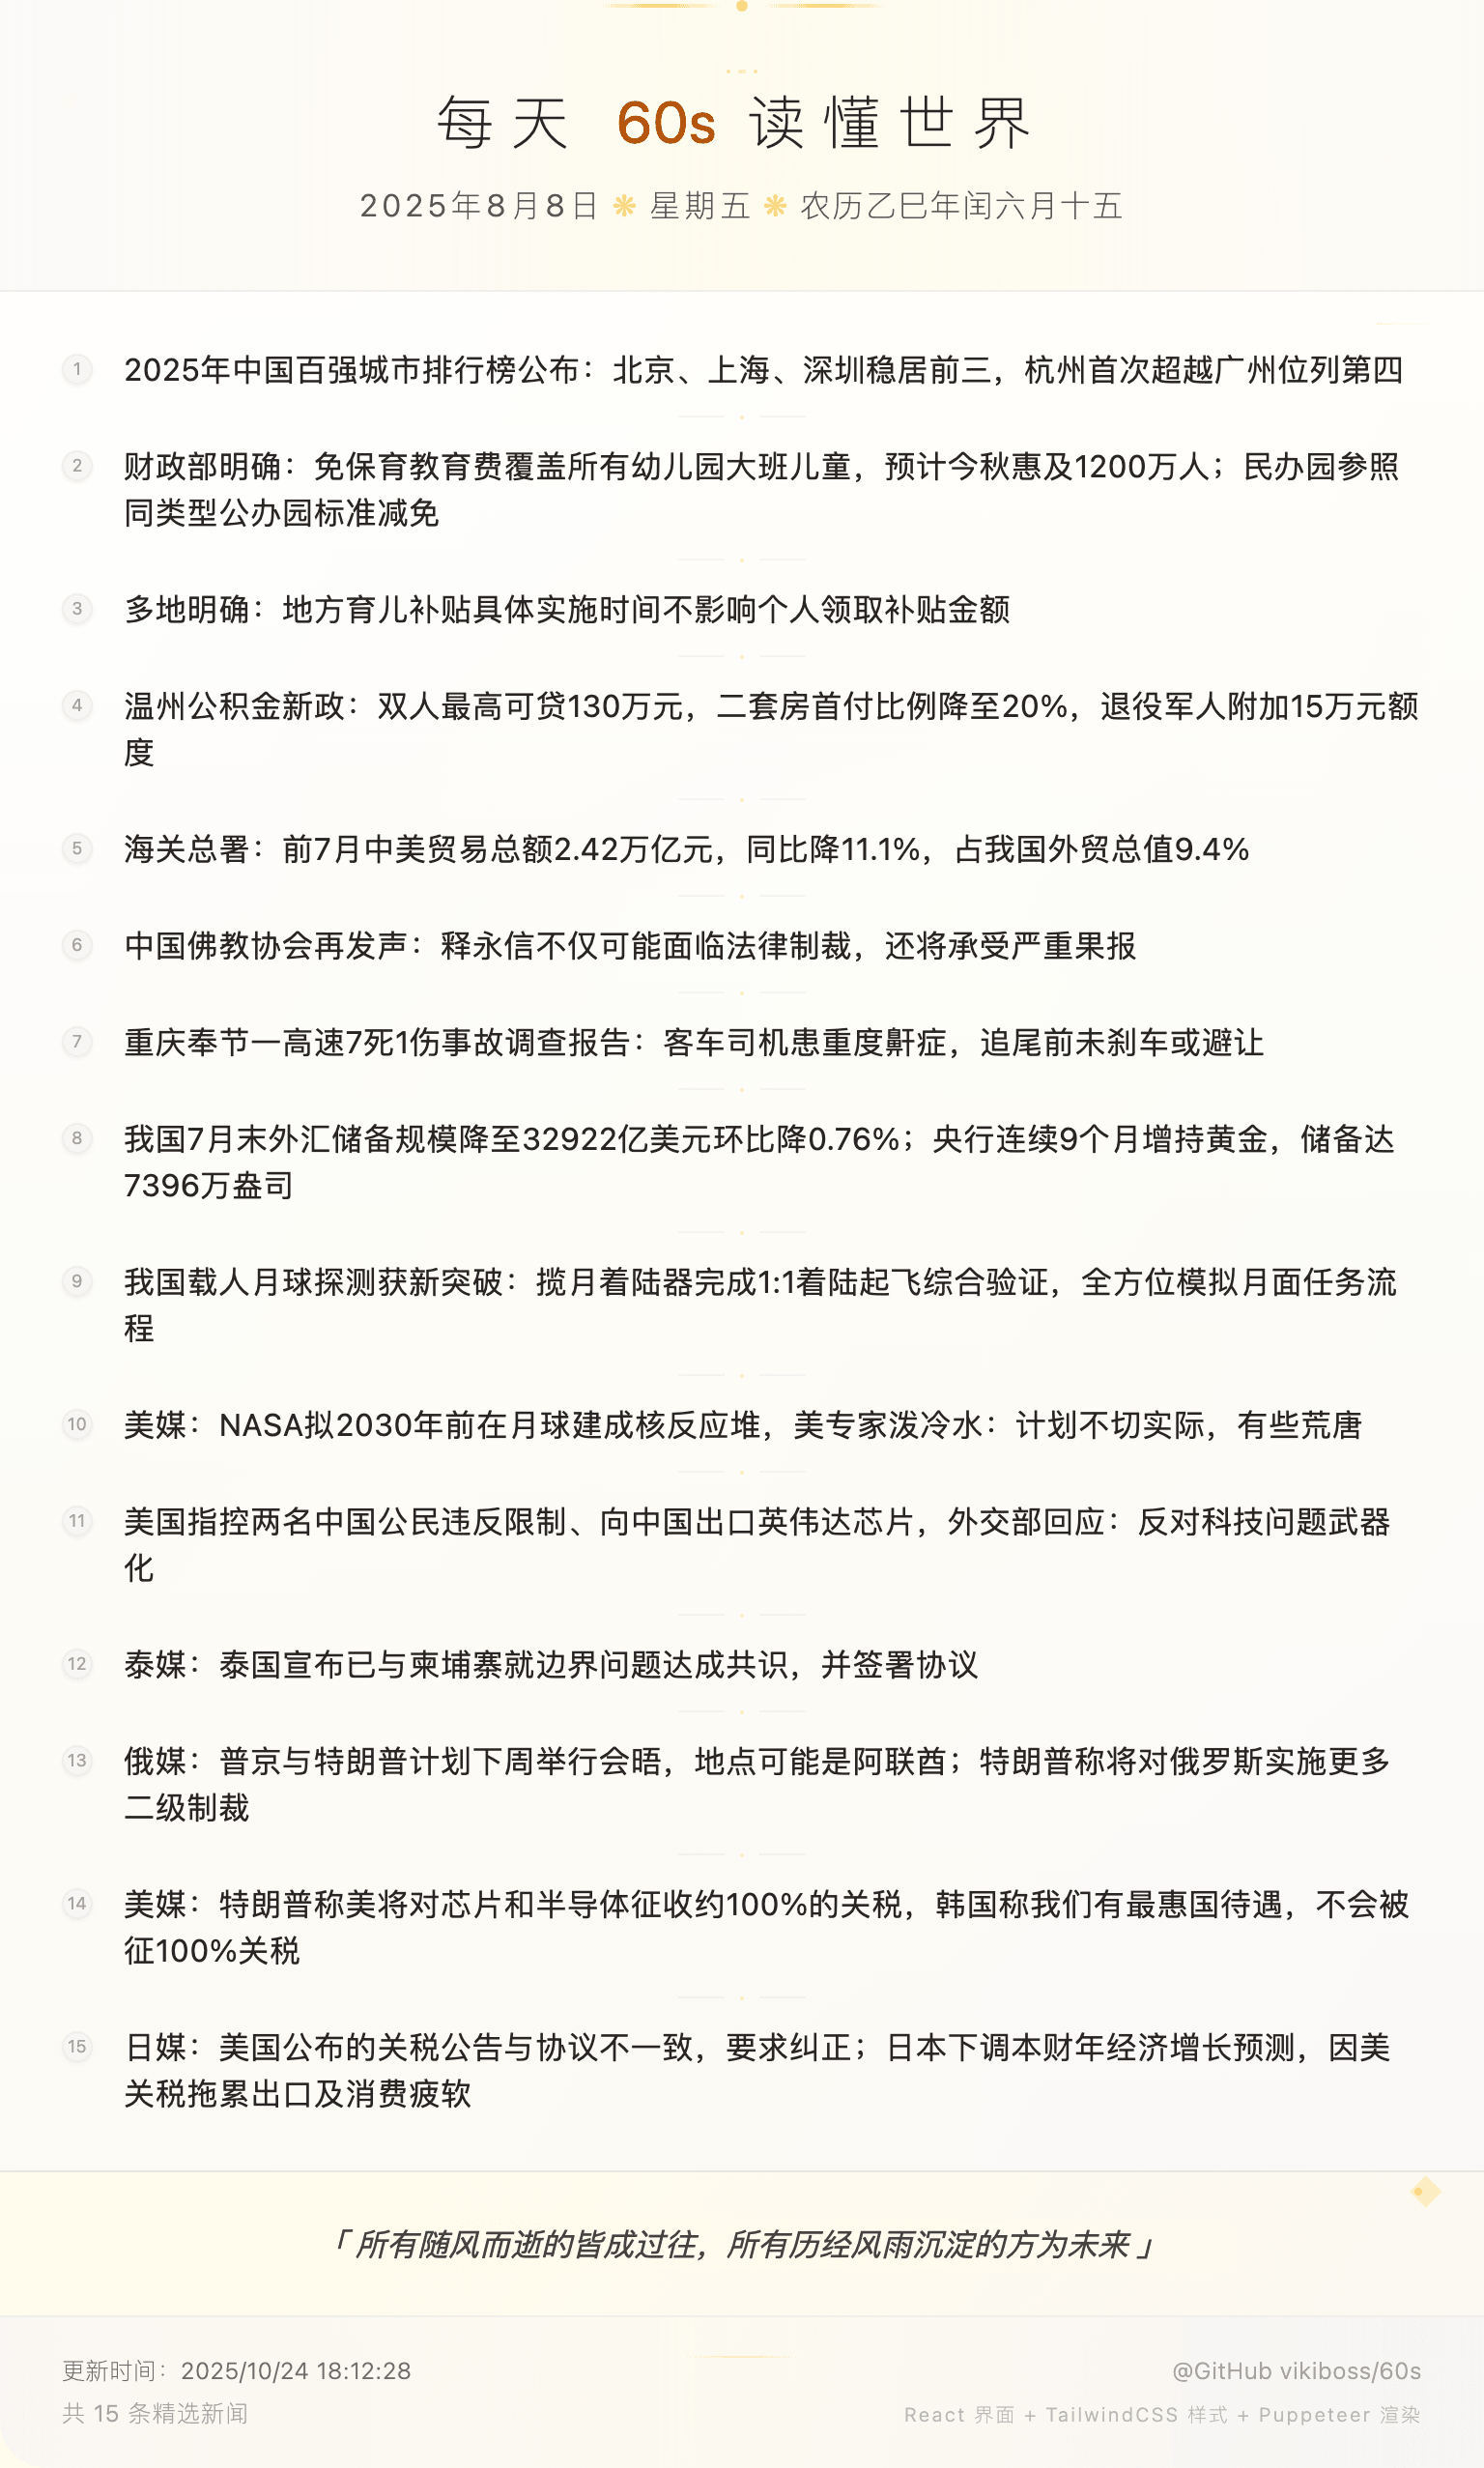 每天 60s 读懂世界
2025年8月8日 ❋ 星期五 ❋ 农历乙巳年闰六月十五
1 2025年中国百强城市排行榜公布：北京、上海、深圳稳居前三，杭州首次超越广州位列第四
2 财政部明确：免保育教育费覆盖所有幼儿园大班儿童，预计今秋惠及1200万人；民办园参照
同类型公办园标准减免
3 多地明确：地方育儿补贴具体实施时间不影响个人领取补贴金额
4 温州公积金新政：双人最高可贷130万元，二套房首付比例降至20%，退役军人附加15万元额
度
5 海关总署：前7月中美贸易总额2.42万亿元，同比降11.1%，占我国外贸总值9.4%
6 中国佛教协会再发声：释永信不仅可能面临法律制裁，还将承受严重果报
7 重庆奉节一高速7死1伤事故调查报告：客车司机患重度鼾症，追尾前未刹车或避让
8 我国7月末外汇储备规模降至32922亿美元环比降0.76%；央行连续9个月增持黄金，储备达
7396万盎司
9 我国载人月球探测获新突破：揽月着陆器完成1:1着陆起飞综合验证，全方位模拟月面任务流
程
10 美媒：NASA拟2030年前在月球建成核反应堆，美专家泼冷水：计划不切实际，有些荒唐
11 美国指控两名中国公民违反限制、向中国出口英伟达芯片，外交部回应：反对科技问题武器
化
12 泰媒：泰国宣布已与柬埔寨就边界问题达成共识，并签署协议
13 俄媒：普京与特朗普计划下周举行会晤，地点可能是阿联酋；特朗普称将对俄罗斯实施更多
二级制裁
14 美媒：特朗普称美将对芯片和半导体征收约100%的关税，韩国称我们有最惠国待遇，不会被
征100%关税
15 日媒：美国公布的关税公告与协议不一致，要求纠正；日本下调本财年经济增长预测，因美
关税拖累出口及消费疲软
「 所有随风而逝的皆成过往，所有历经风雨沉淀的方为未来 」
更新时间：2025/10/24 18:12:28
@GitHub vikiboss/60s
共 15 条精选新闻
React 界面 + TailwindCSS 样式 + Puppeteer 渲染